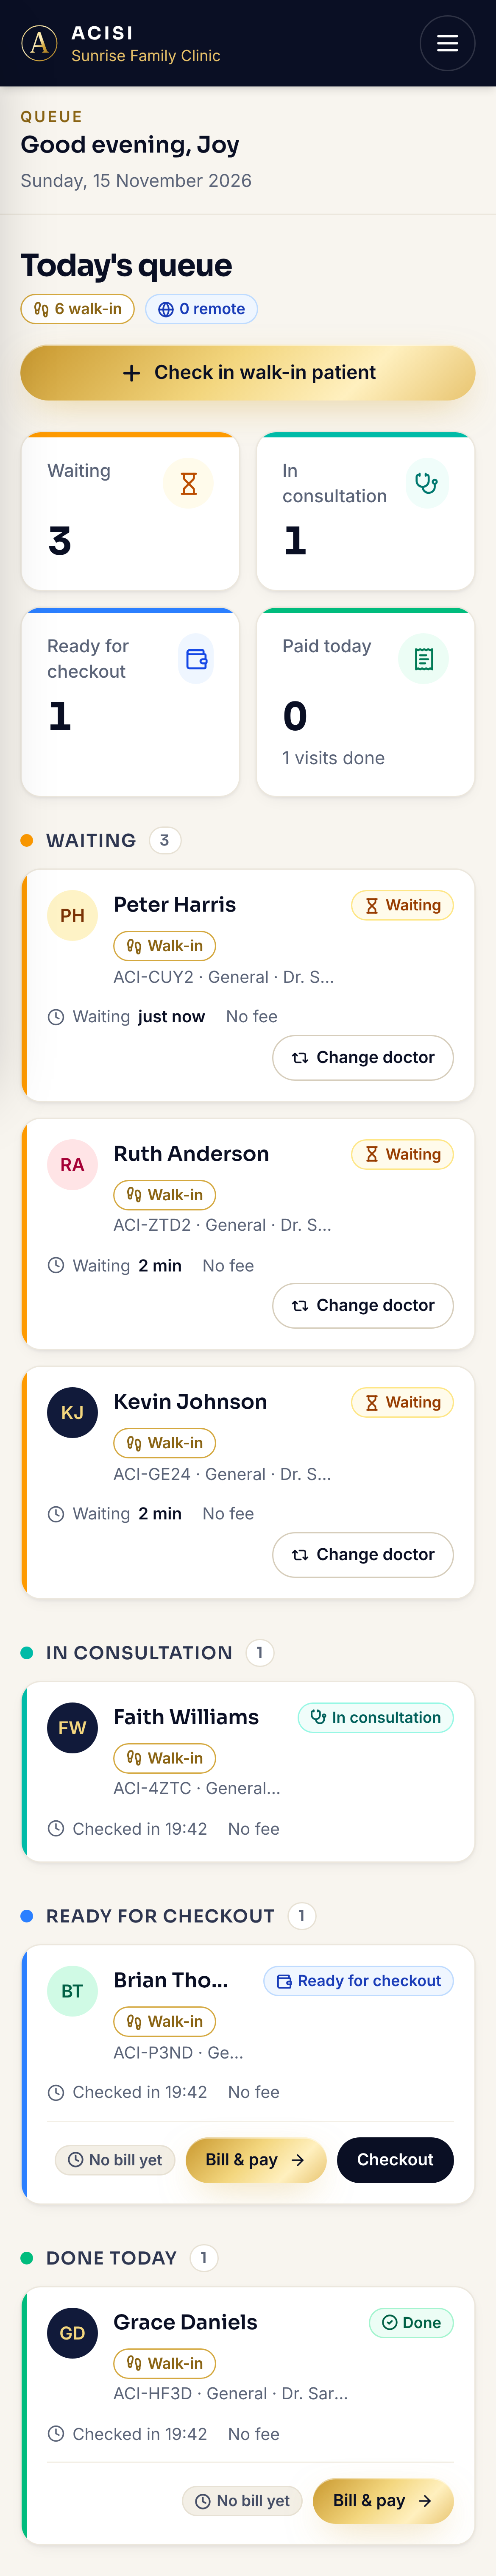 A
ACISI
Sunrise Family Clinic
QUEUE
Good evening, Joy
Sunday, 15 November 2026
Today's queue
6 walk-in
0 remote
Check in walk-in patient
Waiting
3
In
consultation
1
Ready for
checkout
1
Paid today
0
1 visits done
WAITING 3
PH
Peter Harris
Waiting
Walk-in
ACI-CUY2 · General · Dr. S...
Waiting just now No fee
Change doctor
RA
Ruth Anderson
Waiting
Walk-in
ACI-ZTD2 · General · Dr. S...
Waiting 2 min No fee
Change doctor
KJ
Kevin Johnson
Waiting
Walk-in
ACI-GE24 · General · Dr. S...
Waiting 2 min No fee
Change doctor
IN CONSULTATION 1
FW
Faith Williams
In consultation
Walk-in
ACI-4ZTC · General...
Checked in 19:42 No fee
READY FOR CHECKOUT 1
BT
Brian Tho...
Ready for checkout
Walk-in
ACI-P3ND · Ge...
Checked in 19:42 No fee
No bill yet
Bill & pay
Checkout
DONE TODAY 1
GD
Grace Daniels
Done
Walk-in
ACI-HF3D · General · Dr. Sar...
Checked in 19:42 No fee
No bill yet
Bill & pay